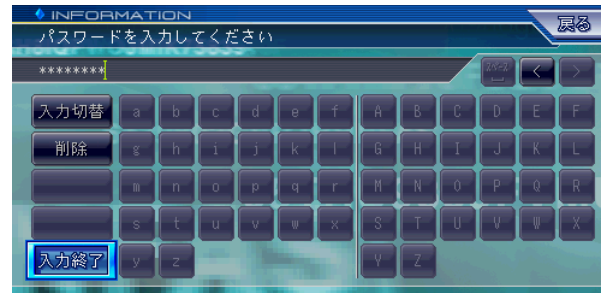 INFORMATION
戻る
パスワードを入力してください
********
スペース < >
入力切替 a b c d e f A B C D E F
削除 g h i j k l G H I J K L
m n o p q r M N O P Q R
s t u v w x S T U V W X
入力終了 y z Y Z